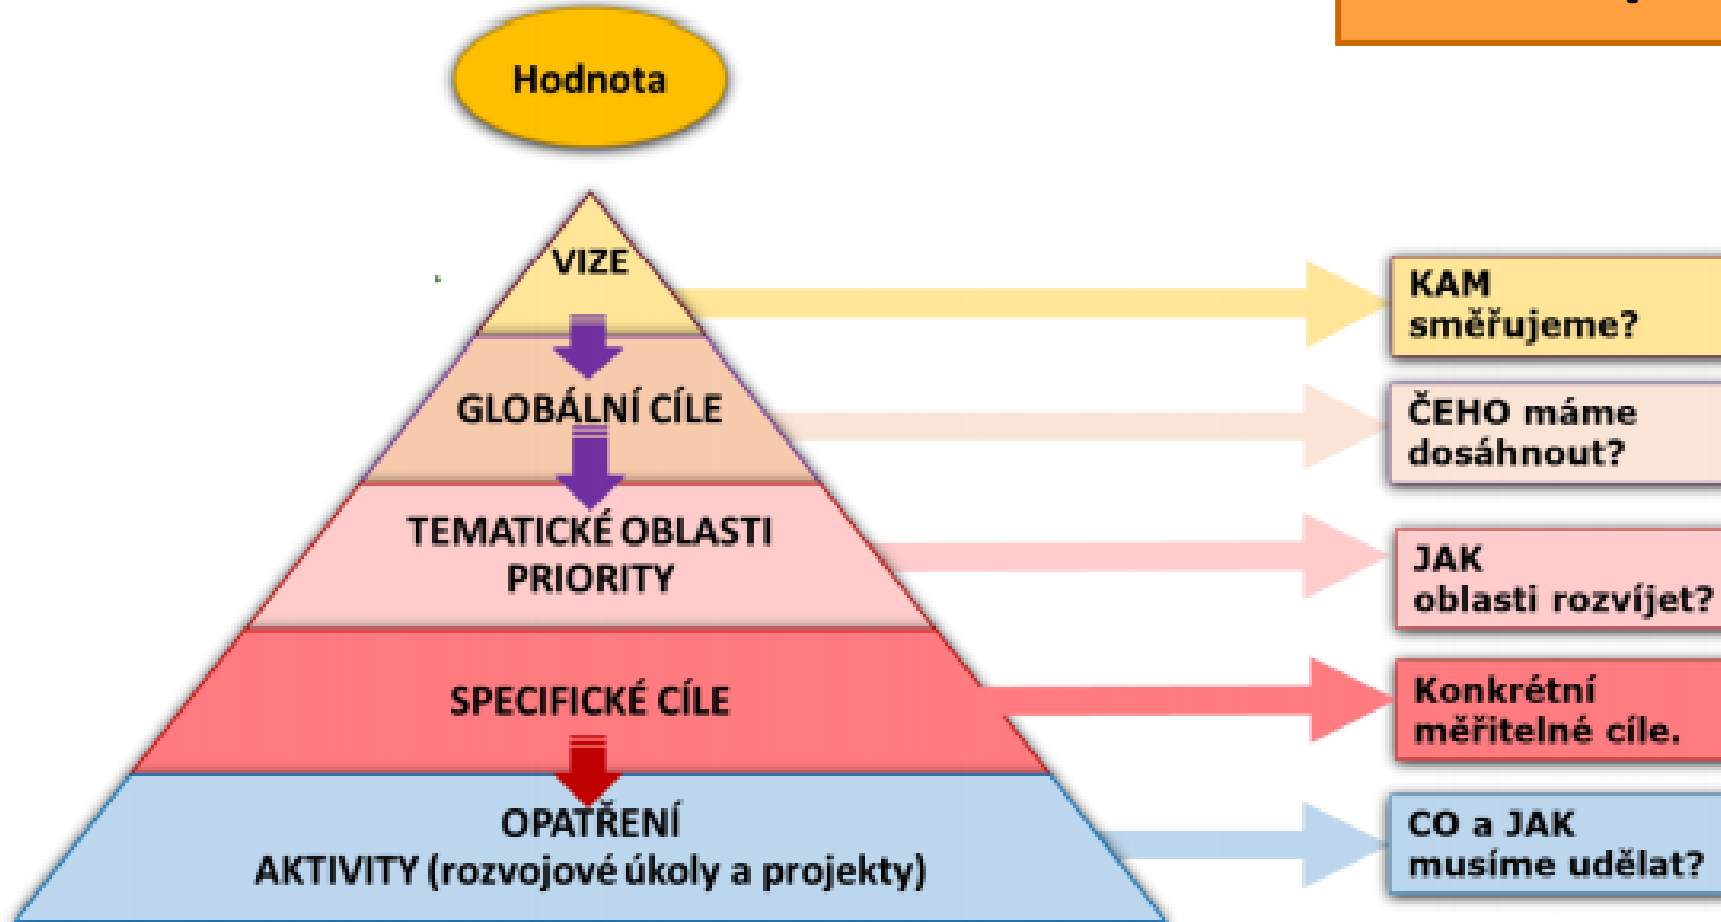 Hodnota
VIZE
KAM
směřujeme?
GLOBÁLNÍ CÍLE
ČEHO máme
dosáhnout?
TEMATICKÉ OBLASTI
PRIORITY
JAK
oblasti rozvíjet?
SPECIFICKÉ CÍLE
Konkrétní
měřitelné cíle.
OPATŘENÍ
AKTIVITY (rozvojové úkoly a projekty)
CO a JAK
musíme udělat?